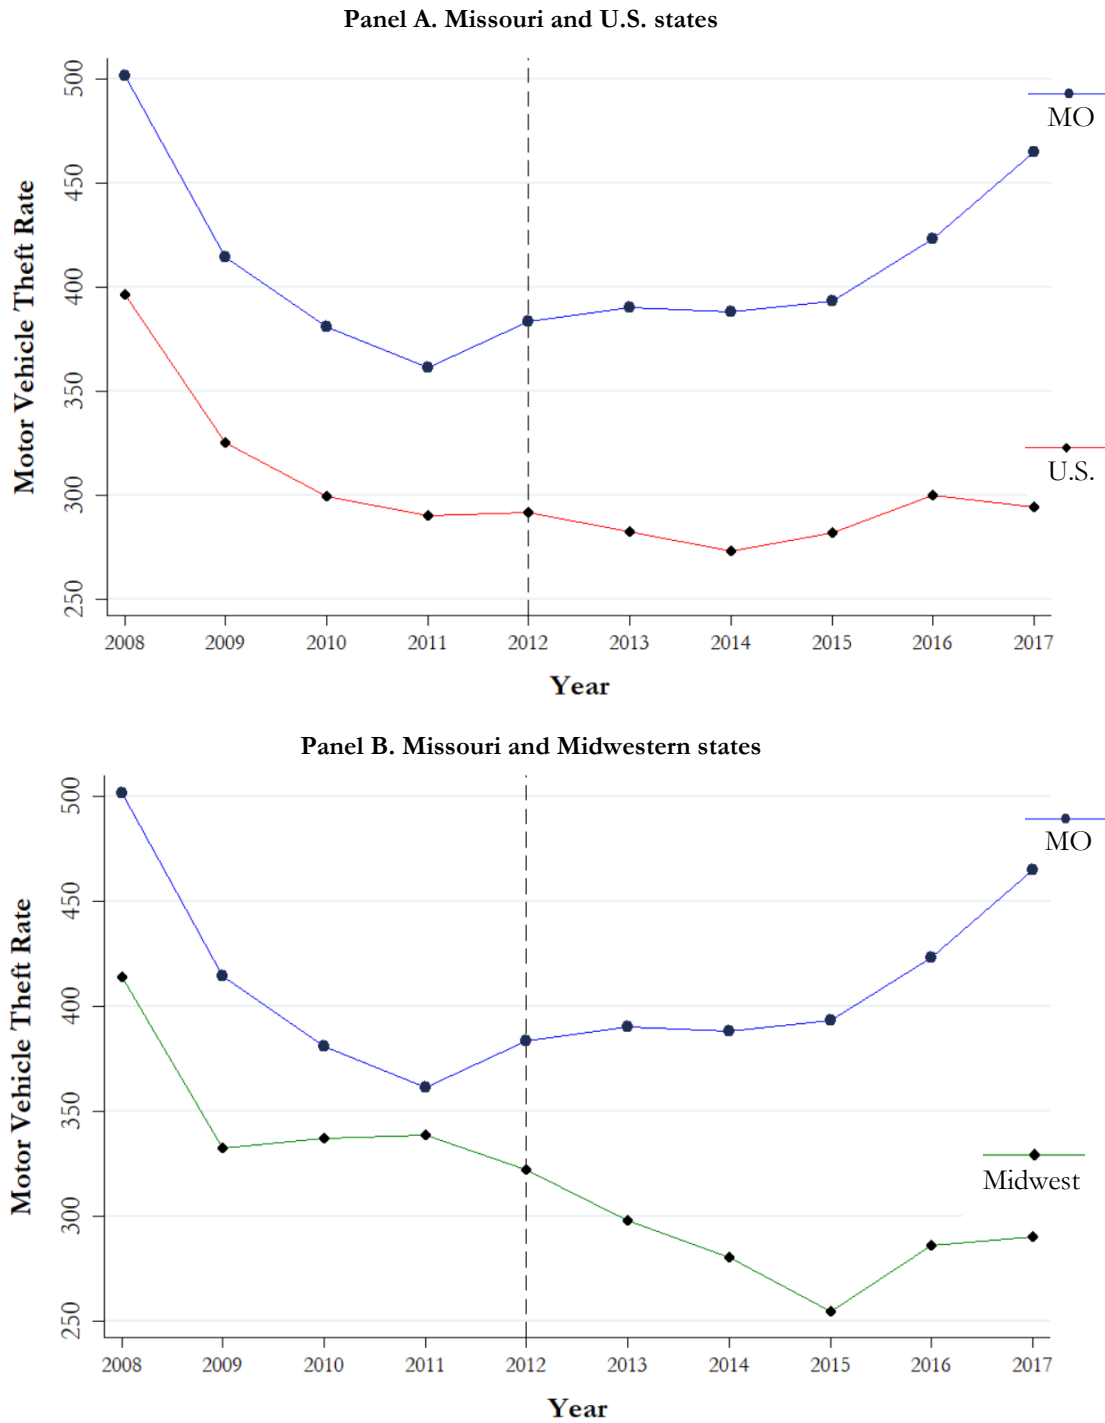 Panel A. Missouri and U.S. states
500
450
400
350
300
250
Motor Vehicle Theft Rate
MO
U.S.
2008 2009 2010 2011 2012 2013 2014 2015 2016 2017
Year
Panel B. Missouri and Midwestern states
500
450
400
350
300
250
Motor Vehicle Theft Rate
MO
Midwest
2008 2009 2010 2011 2012 2013 2014 2015 2016 2017
Year